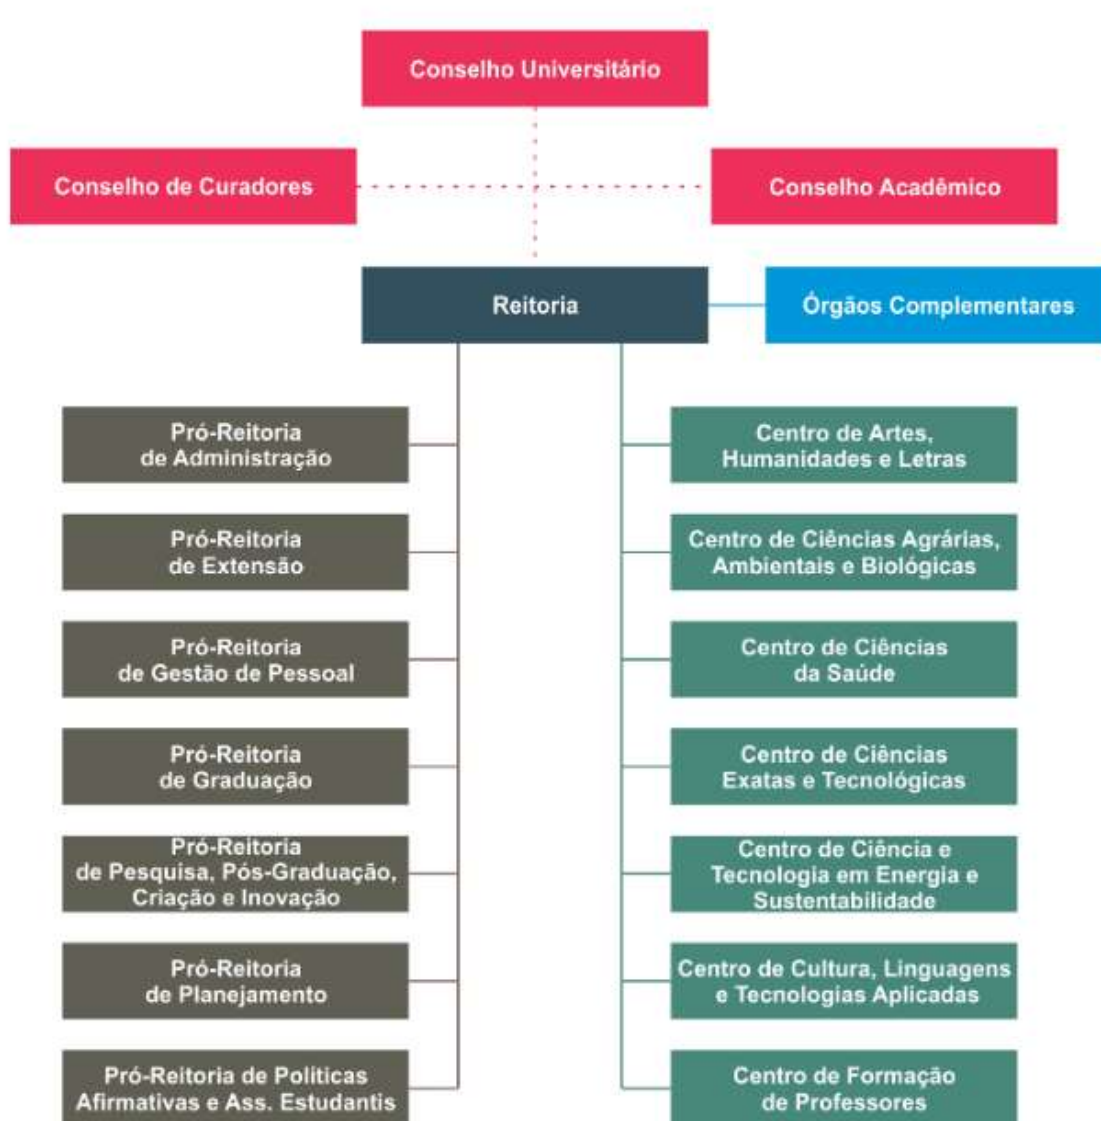 Conselho Universitário
Conselho de Curadores
Conselho Acadêmico
Reitoria
Órgãos Complementares
Pró-Reitoria
de Administração
Centro de Artes,
Humanidades e Letras
Pró-Reitoria
de Extensão
Centro de Ciências Agrárias,
Ambientais e Biológicas
Pró-Reitoria
de Gestão de Pessoal
Centro de Ciências
da Saúde
Pró-Reitoria
de Graduação
Centro de Ciências
Exatas e Tecnológicas
Pró-Reitoria
de Pesquisa, Pós-Graduação,
Criação e Inovação
Centro de Ciência e
Tecnologia em Energia e
Sustentabilidade
Pró-Reitoria
de Planejamento
Centro de Cultura, Linguagens
e Tecnologias Aplicadas
Pró-Reitoria de Políticas
Afirmativas e Ass. Estudantis
Centro de Formação
de Professores